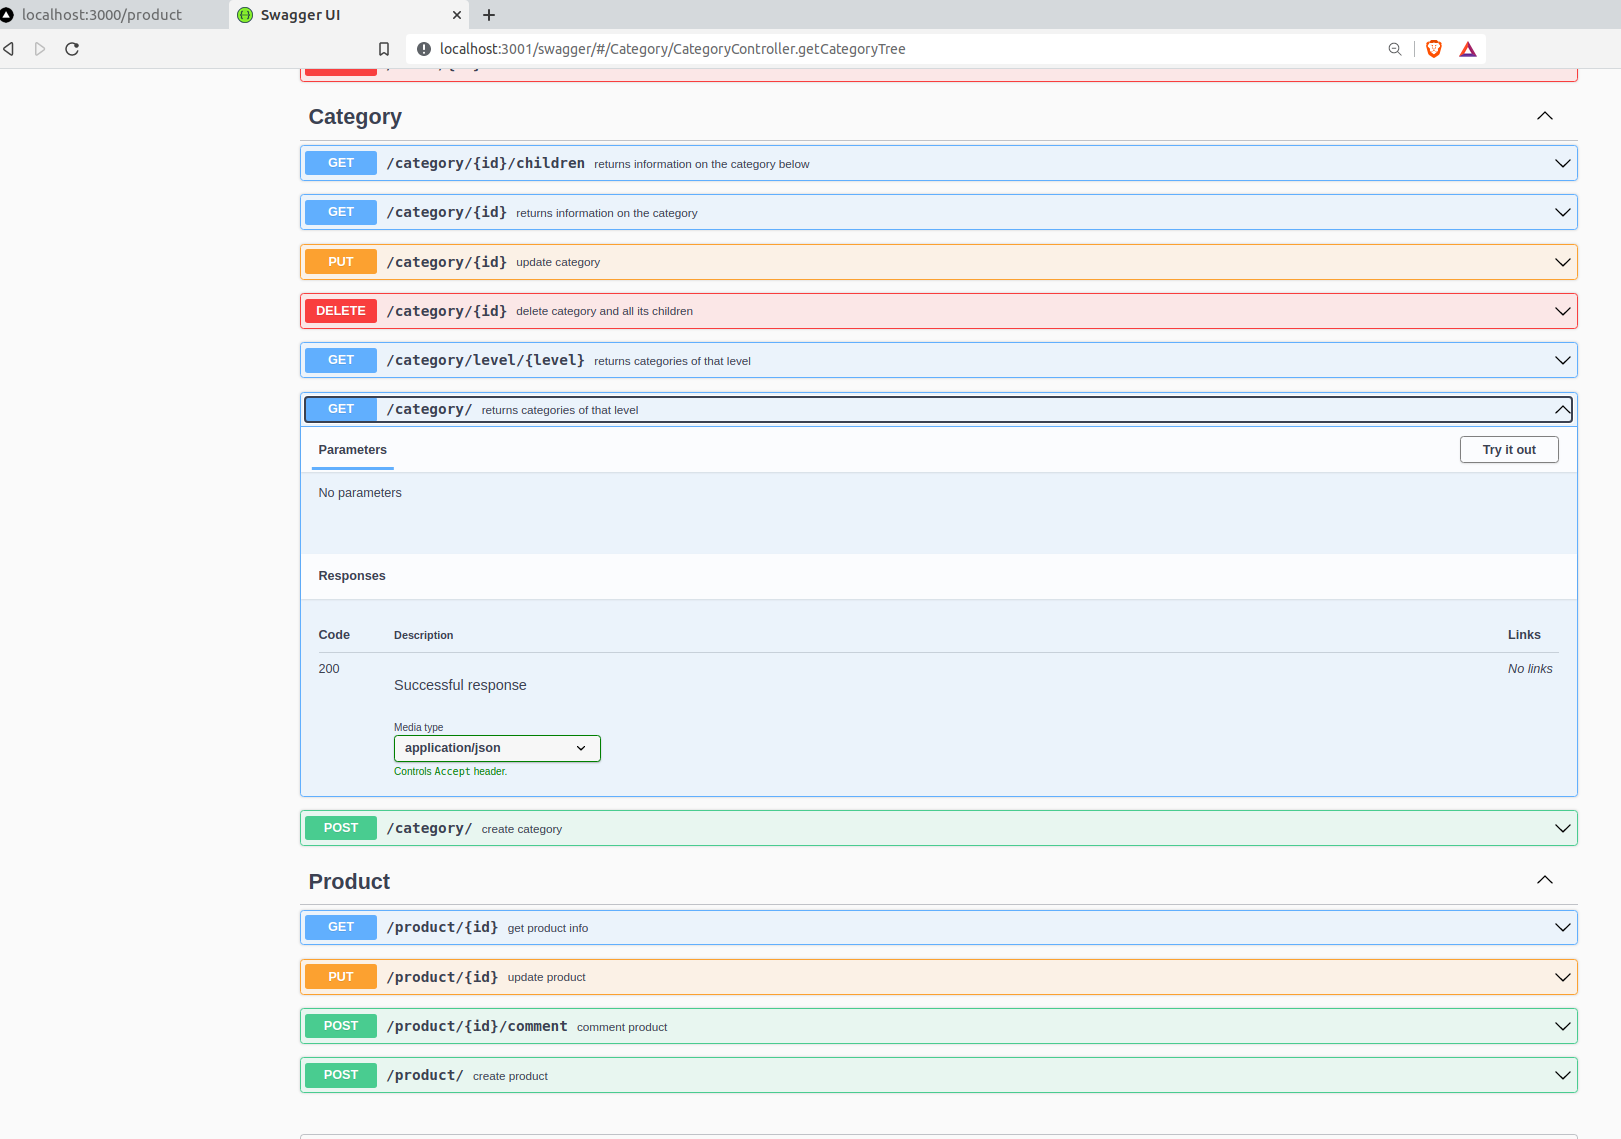 localhost:3000/product
Swagger UI
localhost:3001/swagger/#/Category/CategoryController.getCategoryTree
Category
GET /category/{id}/children returns information on the category below
GET /category/{id} returns information on the category
PUT /category/{id} update category
DELETE /category/{id} delete category and all its children
GET /category/level/{level} returns categories of that level
GET /category/ returns categories of that level
Parameters Try it out
No parameters
Responses
Code Description Links
200 No links
Successful response
Media type
application/json
Controls Accept header.
POST /category/ create category
Product
GET /product/{id} get product info
PUT /product/{id} update product
POST /product/{id}/comment comment product
POST /product/ create product